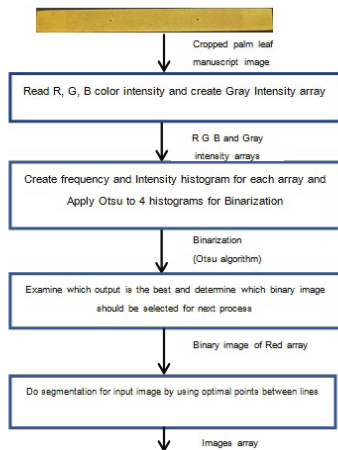 Cropped palm leaf
manuscript image
Read R, G, B color intensity and create Gray Intensity array
R G B and Gray
intensity arrays
Create frequency and Intensity histogram for each array and
Apply Otsu to 4 histograms for Binarization
Binarization
(Otsu algorithm)
Examine which output is the best and determine which binary image
should be selected for next process
Binary image of Red array
Do segmentation for input image by using optimal points between lines
Images array